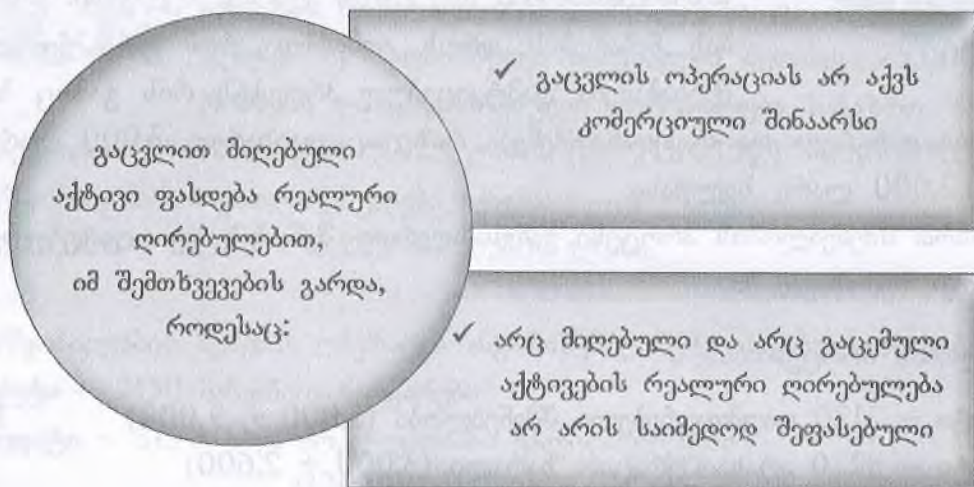 გაცვლით მიღებული
აქტივი ფასდება რეალური
ღირებულებით,
იმ შემთხვევების გარდა,
როდესაც:
✓ გაცვლის ოპერაციას არ აქვს
კომერციული შინაარსი
✓ არც მიღებული და არც გაცემული
აქტივების რეალური ღირებულება
არ არის საიმედოდ შეფასებული